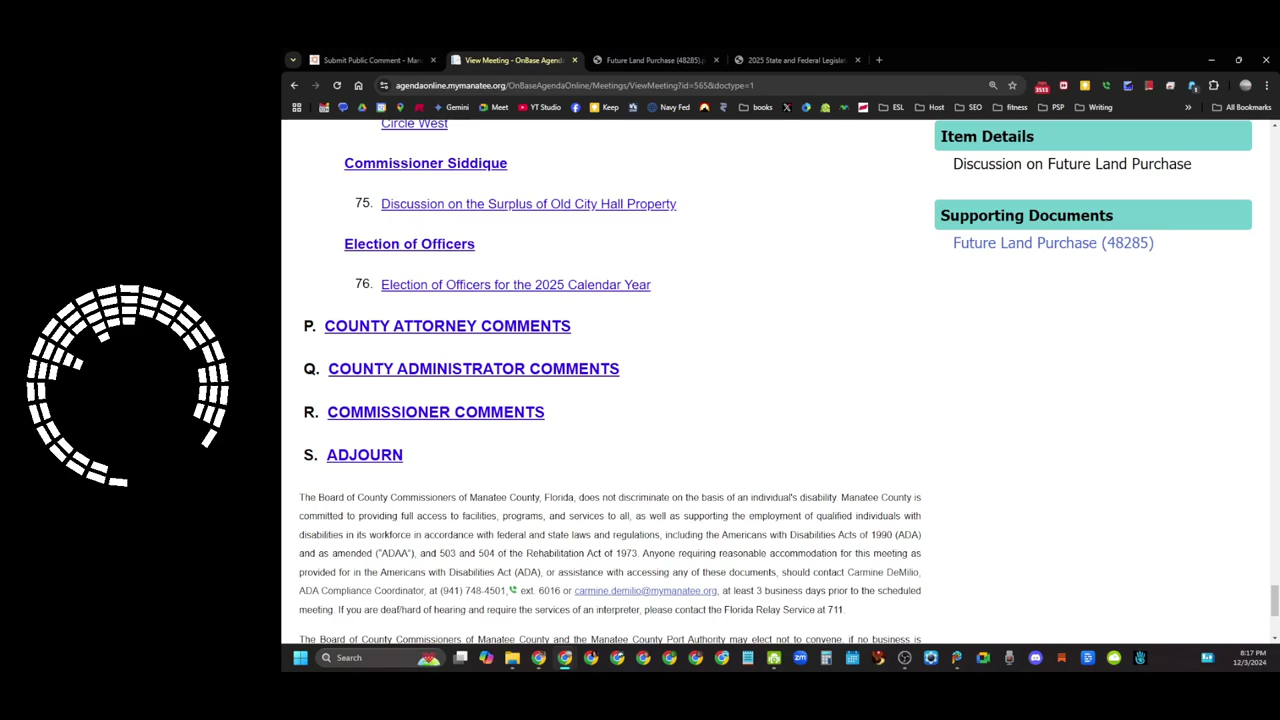 Submit Public Comment - Man
View Meeting - OnBase Agend
Future Land Purchase (48285).p
2025 State and Federal Legislat
agendaonline.mymanatee.org/OnBaseAgendaOnline/Meetings/ViewMeeting?id=565&doctype=1
3513
Gemini
Meet
YT Studio
Keep
Navy Fed
books
ESL
Host
SEO
fitness
PSP
Writing
All Bookmarks
Circle West
Commissioner Siddique
75. Discussion on the Surplus of Old City Hall Property
Election of Officers
76. Election of Officers for the 2025 Calendar Year
P. COUNTY ATTORNEY COMMENTS
Q. COUNTY ADMINISTRATOR COMMENTS
R. COMMISSIONER COMMENTS
S. ADJOURN
The Board of County Commissioners of Manatee County, Florida, does not discriminate on the basis of an individual's disability. Manatee County is
committed to providing full access to facilities, programs, and services to all, as well as supporting the employment of qualified individuals with
disabilities in its workforce in accordance with federal and state laws and regulations, including the Americans with Disabilities Acts of 1990 (ADA)
and as amended ("ADAA"), and 503 and 504 of the Rehabilitation Act of 1973. Anyone requiring reasonable accommodation for this meeting as
provided for in the Americans with Disabilities Act (ADA), or assistance with accessing any of these documents, should contact Carmine DeMilio,
ADA Compliance Coordinator, at (941) 748-4501, ext. 6016 or carmine.demilio@mymanatee.org, at least 3 business days prior to the scheduled
meeting. If you are deaf/hard of hearing and require the services of an interpreter, please contact the Florida Relay Service at 711.
The Board of County Commissioners of Manatee County and the Manatee County Port Authority may elect not to convene, if no business is
Item Details
Discussion on Future Land Purchase
Supporting Documents
Future Land Purchase (48285)
Search
8:17 PM
12/3/2024